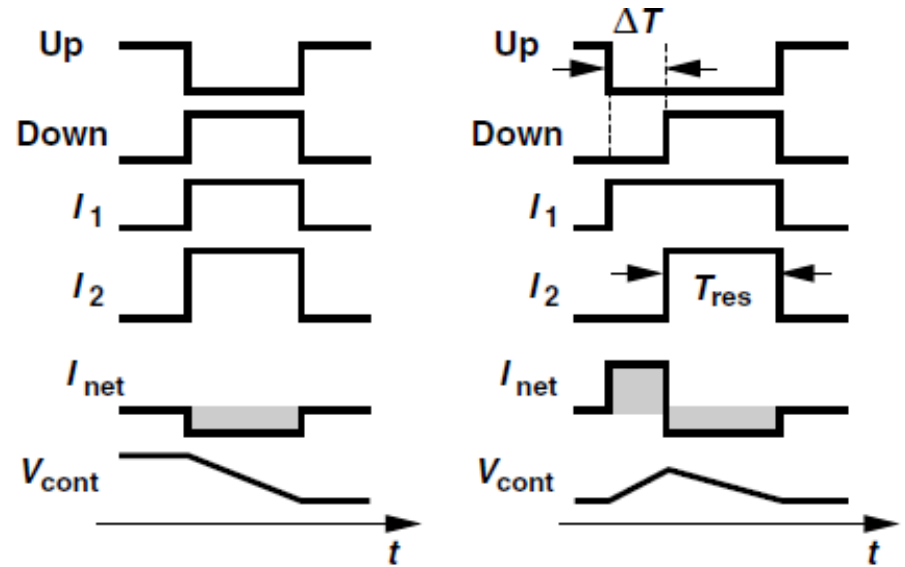 Up
Down
I1
I2
Inet
Vcont
t
ΔT
Up
Down
I1
I2
Tres
Inet
Vcont
t